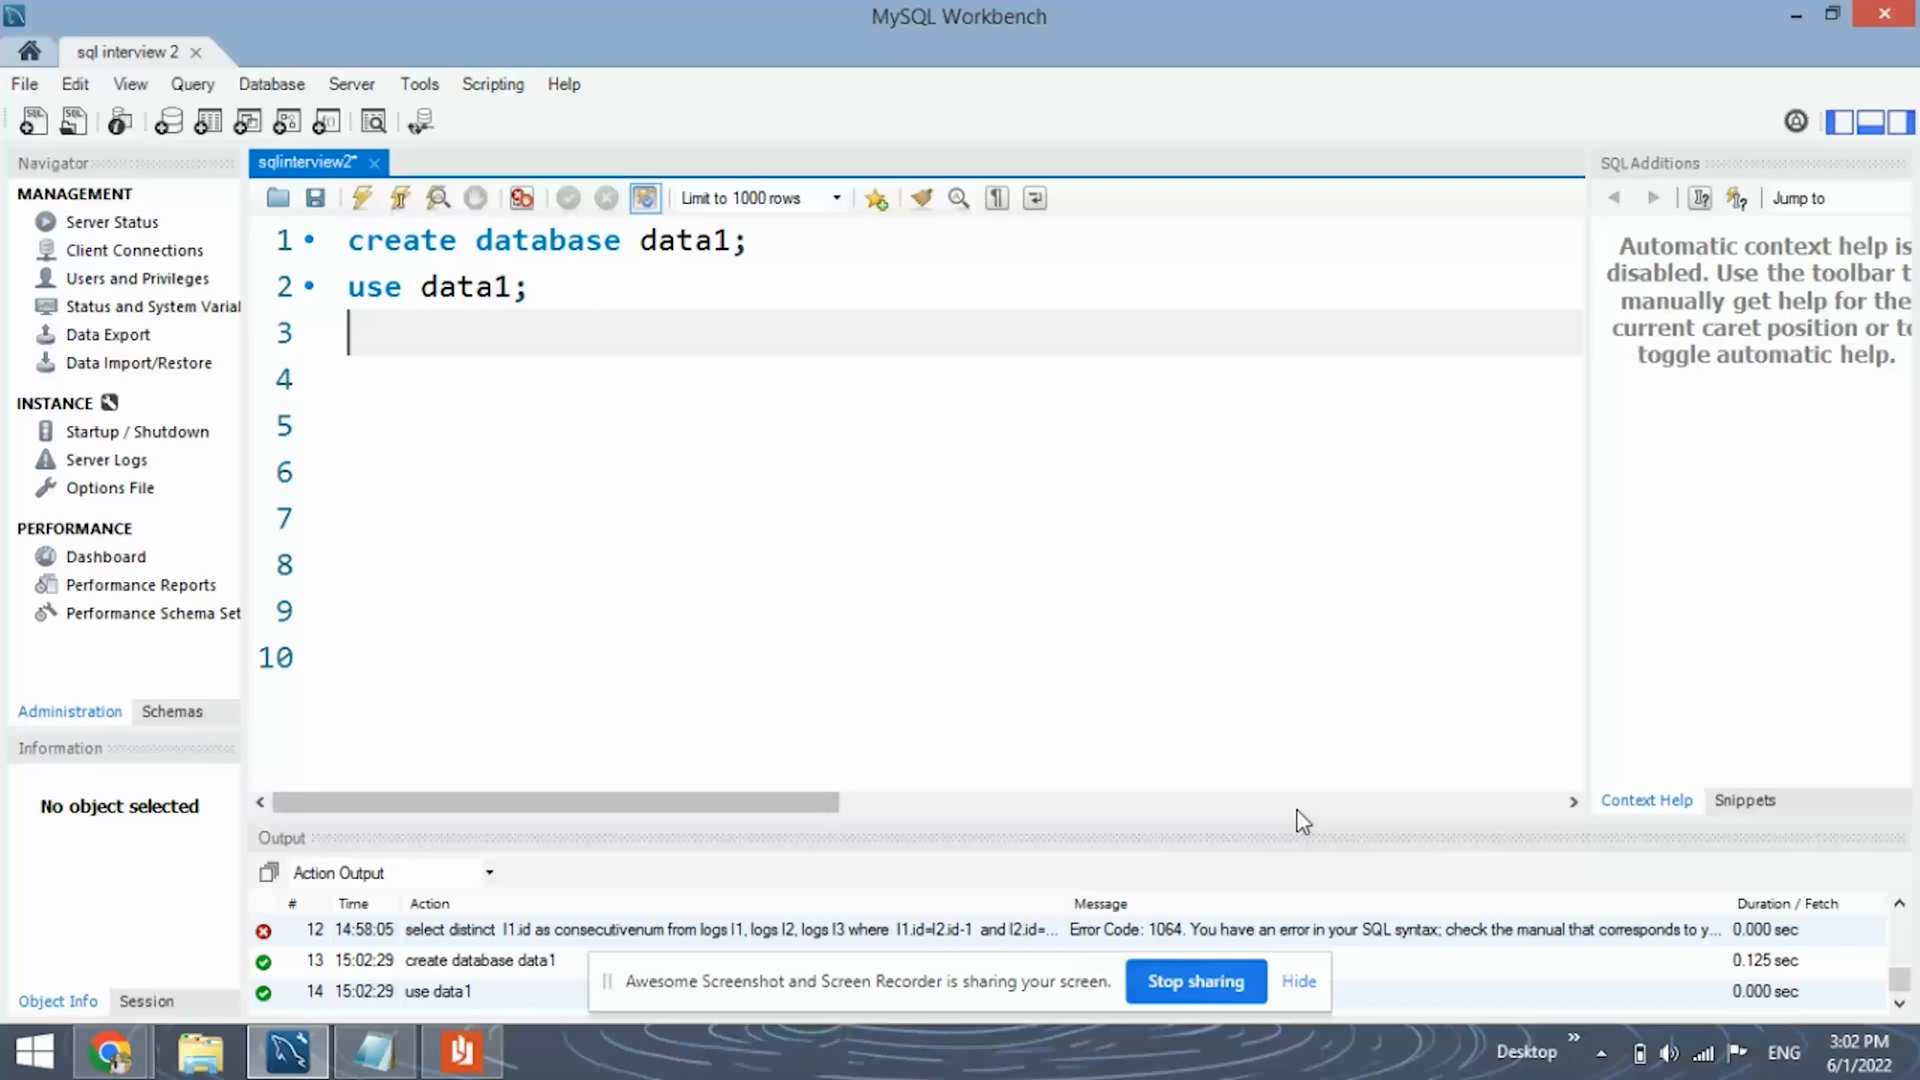 MySQL Workbench
sql interview 2
File Edit View Query Database Server Tools Scripting Help
Navigator
MANAGEMENT
Server Status
Client Connections
Users and Privileges
Status and System Varial
Data Export
Data Import/Restore
INSTANCE
Startup / Shutdown
Server Logs
Options File
PERFORMANCE
Dashboard
Performance Reports
Performance Schema Set
Administration Schemas
Information
No object selected
Object Info Session
sqlinterview2*
Limit to 1000 rows
1 create database data1;
2 use data1;
3
4
5
6
7
8
9
10
SQLAdditions
Jump to
Automatic context help is
disabled. Use the toolbar t
manually get help for the
current caret position or to
toggle automatic help.
Context Help Snippets
Output
Action Output
# Time Action Message Duration / Fetch
12 14:58:05 select distinct l1.id as consecutivenum from logs l1, logs l2, logs l3 where l1.id=l2.id-1 and l2.id=... Error Code: 1064. You have an error in your SQL syntax; check the manual that corresponds to y... 0.000 sec
13 15:02:29 create database data1 0.125 sec
14 15:02:29 use data1 0.000 sec
Awesome Screenshot and Screen Recorder is sharing your screen. Stop sharing Hide
Desktop ENG 3:02 PM
6/1/2022